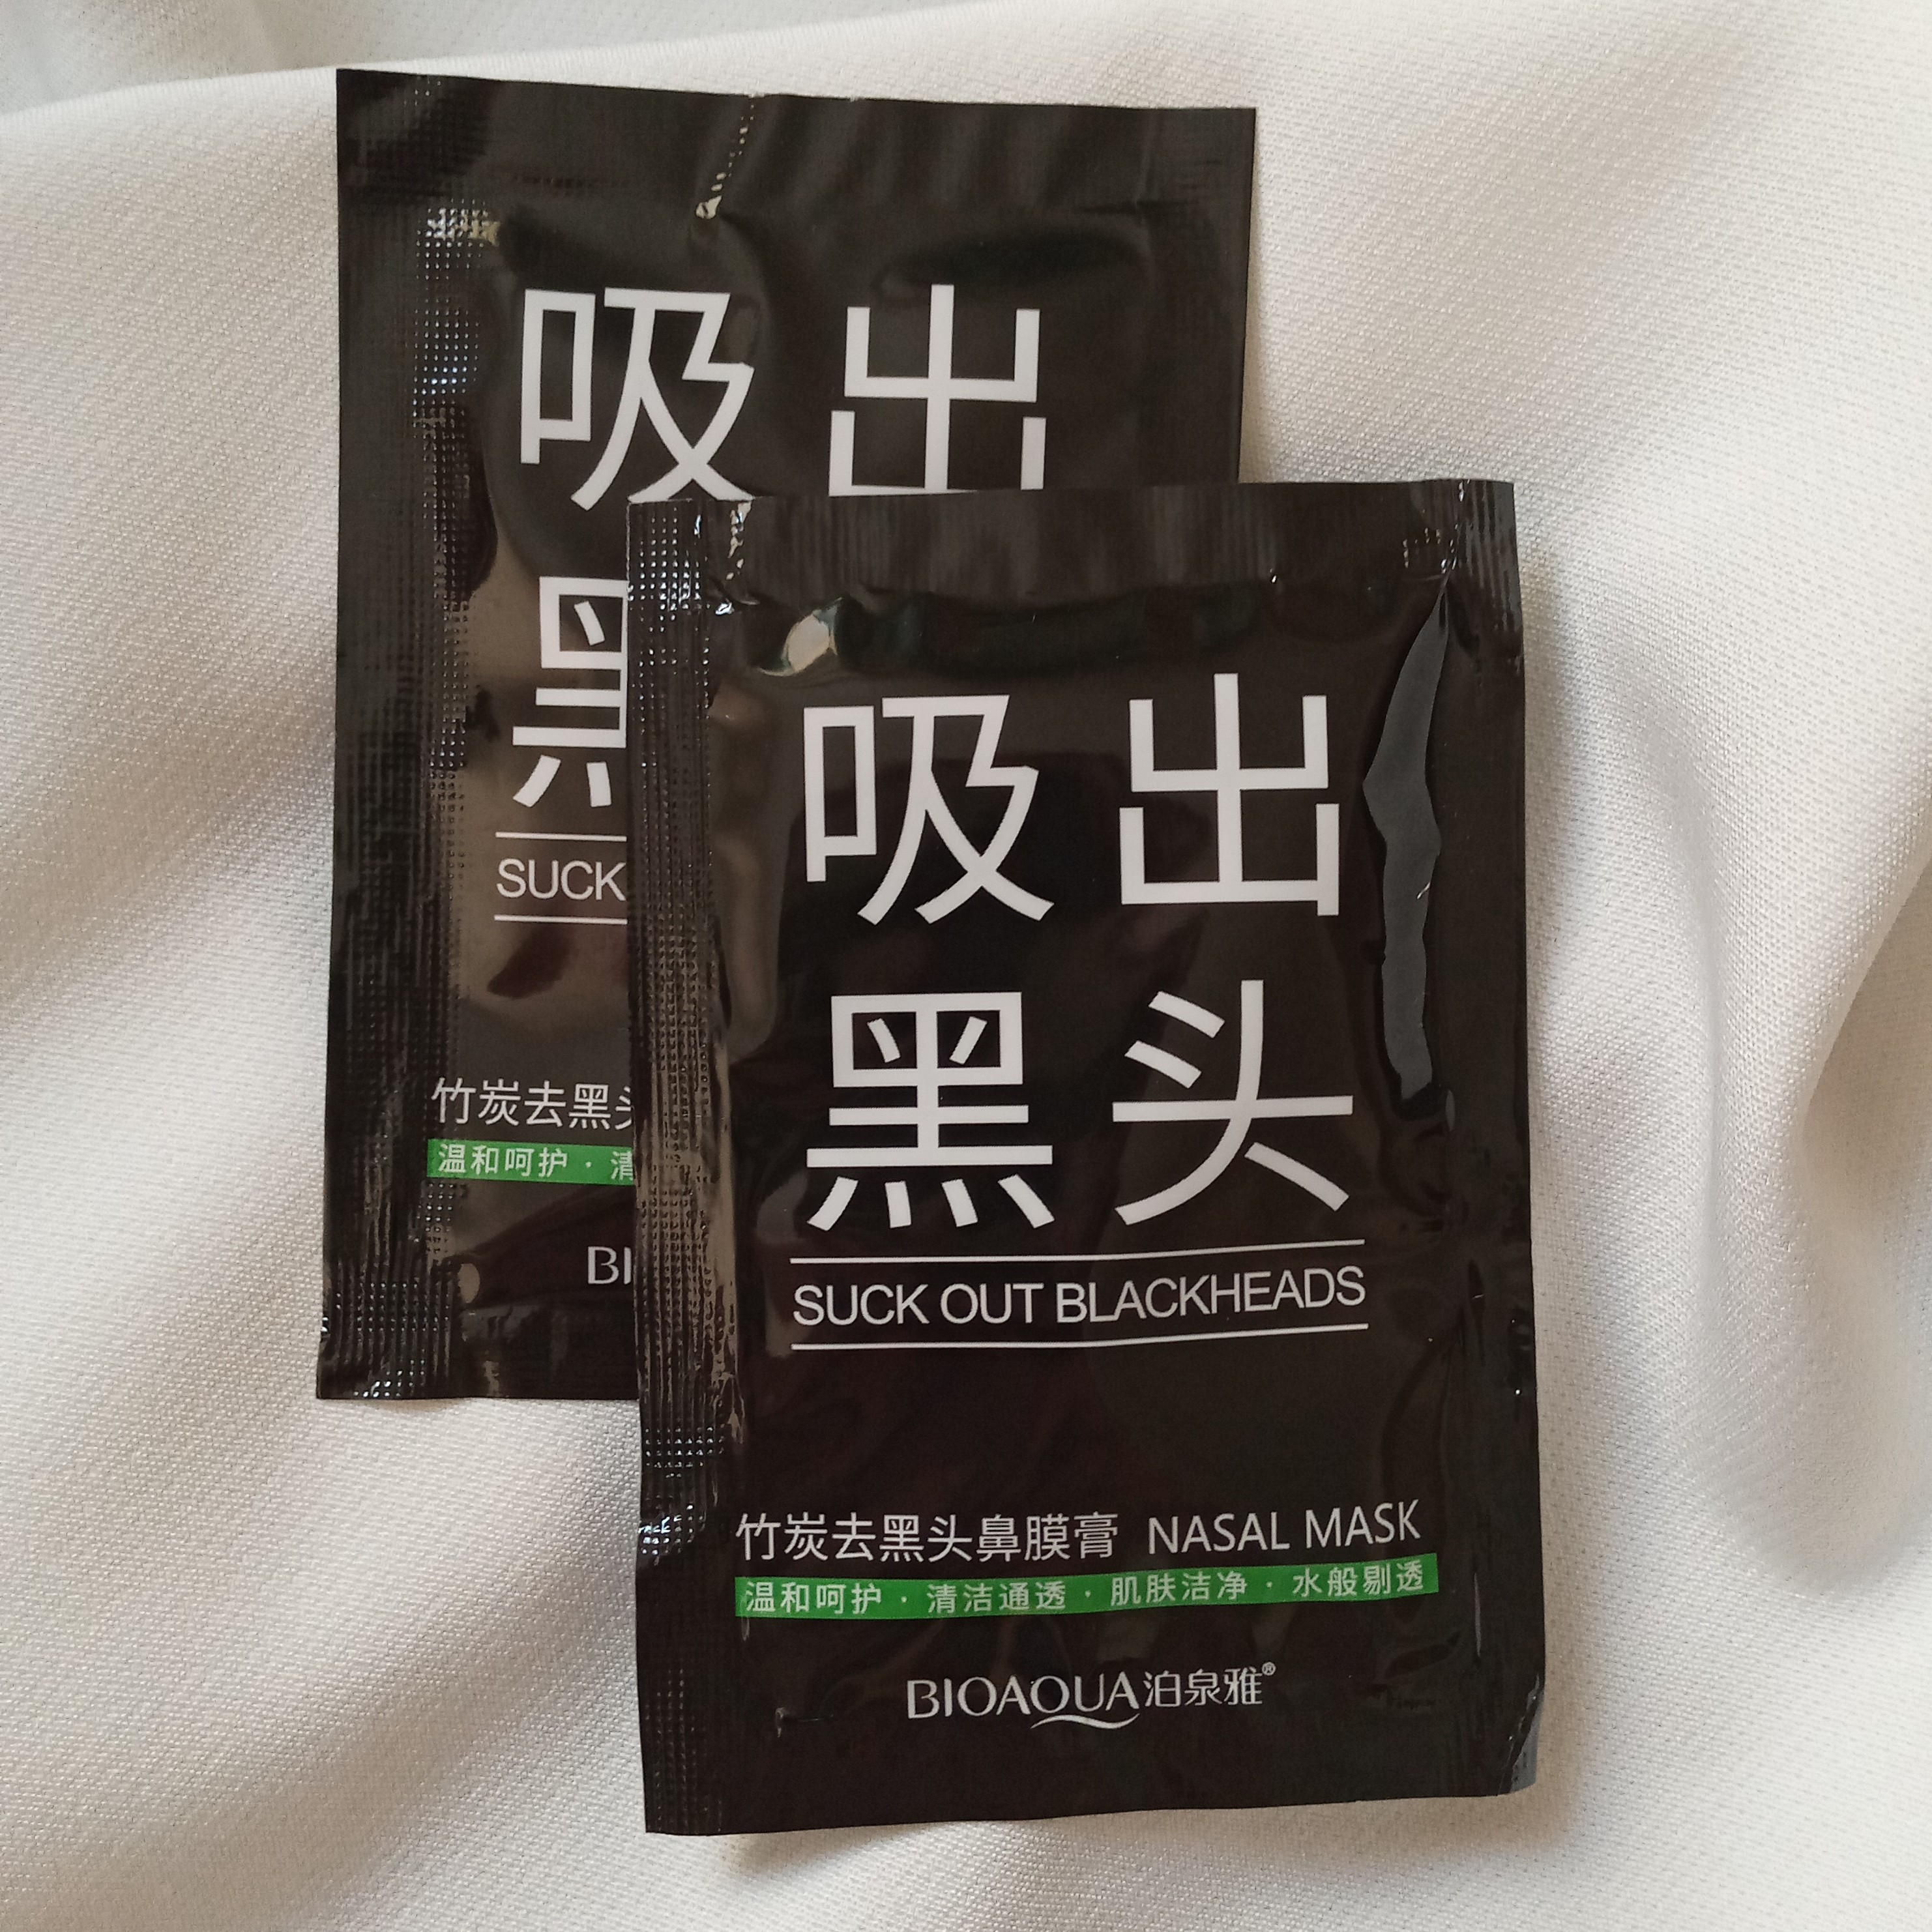 吸出
黑
SUCK
竹炭去黑头
温和呵护 · 清
BI
吸出
黑头
SUCK OUT BLACKHEADS
竹炭去黑头鼻膜膏 NASAL MASK
温和呵护 · 清洁通透 · 肌肤洁净 · 水般剔透
BIOAQUA泊泉雅®